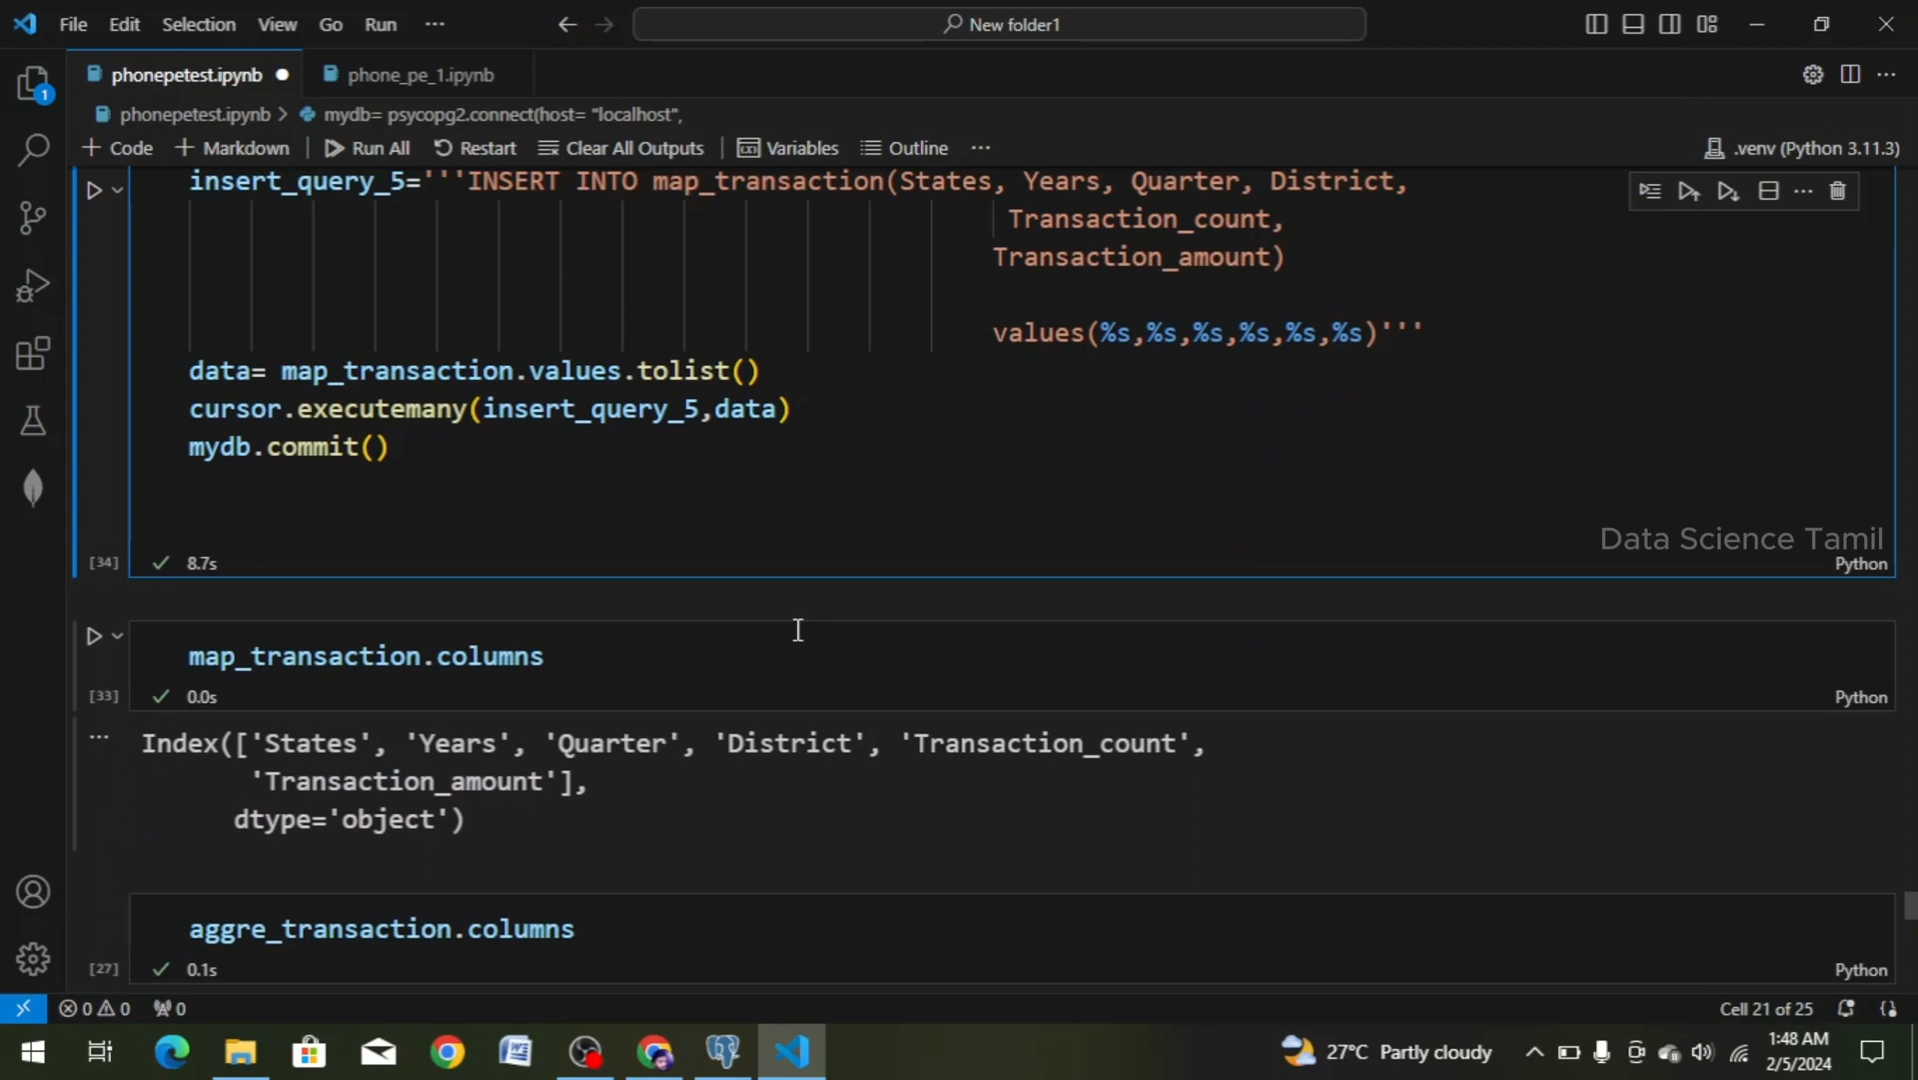 File Edit Selection View Go Run ··· New folder1
phonepetest.ipynb phone_pe_1.ipynb
phonepetest.ipynb > mydb= psycopg2.connect(host= "localhost",
+ Code + Markdown Run All Restart Clear All Outputs Variables Outline ··· .venv (Python 3.11.3)
insert_query_5='''INSERT INTO map_transaction(States, Years, Quarter, District,
Transaction_count,
Transaction_amount)
values(%s,%s,%s,%s,%s,%s)'''
data= map_transaction.values.tolist()
cursor.executemany(insert_query_5,data)
mydb.commit()
Data Science Tamil
[34] 8.7s Python
map_transaction.columns
[33] 0.0s Python
Index(['States', 'Years', 'Quarter', 'District', 'Transaction_count',
'Transaction_amount'],
dtype='object')
aggre_transaction.columns
[27] 0.1s Python
0 0 0 Cell 21 of 25
27°C Partly cloudy 1:48 AM
2/5/2024
1